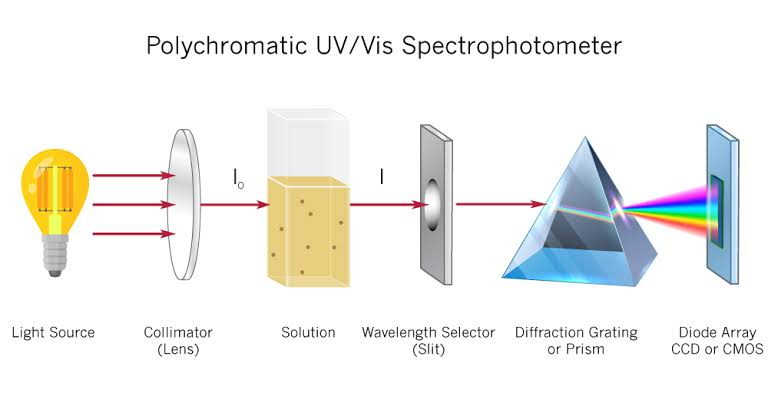 Polychromatic UV/Vis Spectrophotometer
I₀
I
Light Source
Collimator
(Lens)
Solution
Wavelength Selector
(Slit)
Diffraction Grating
or Prism
Diode Array
CCD or CMOS